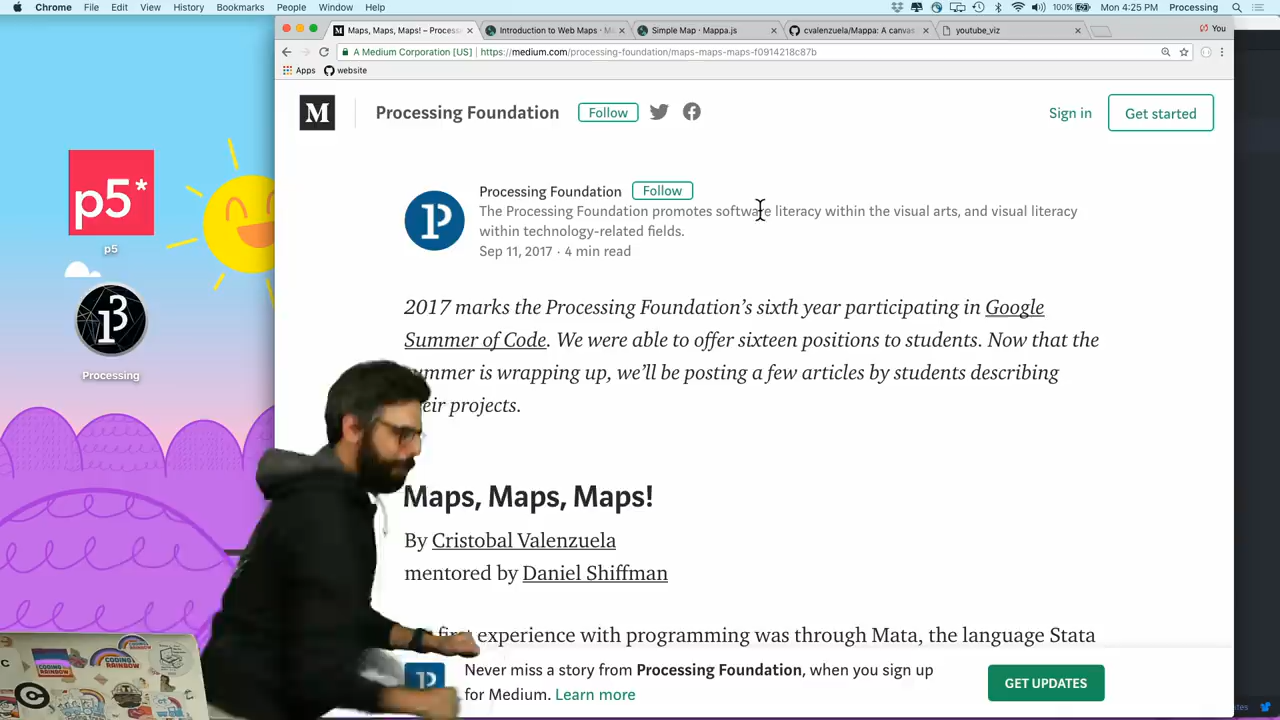 Chrome File Edit View History Bookmarks People Window Help
100% Mon 4:25 PM Processing
Maps, Maps, Maps! – Process
Introduction to Web Maps · Ma
Simple Map · Mappa.js
cvalenzuela/Mappa: A canvas
youtube_viz
You
A Medium Corporation [US] https://medium.com/processing-foundation/maps-maps-maps-f0914218c87b
Apps website
M
Processing Foundation Follow
Sign in Get started
Processing Foundation Follow
The Processing Foundation promotes software literacy within the visual arts, and visual literacy
within technology-related fields.
Sep 11, 2017 · 4 min read
p5*
p5
Processing
2017 marks the Processing Foundation’s sixth year participating in Google
Summer of Code. We were able to offer sixteen positions to students. Now that the
ummer is wrapping up, we’ll be posting a few articles by students describing
eir projects.
Maps, Maps, Maps!
By Cristobal Valenzuela
mentored by Daniel Shiffman
first experience with programming was through Mata, the language Stata
Never miss a story from Processing Foundation, when you sign up
for Medium. Learn more
GET UPDATES
CODING
RAINBOW